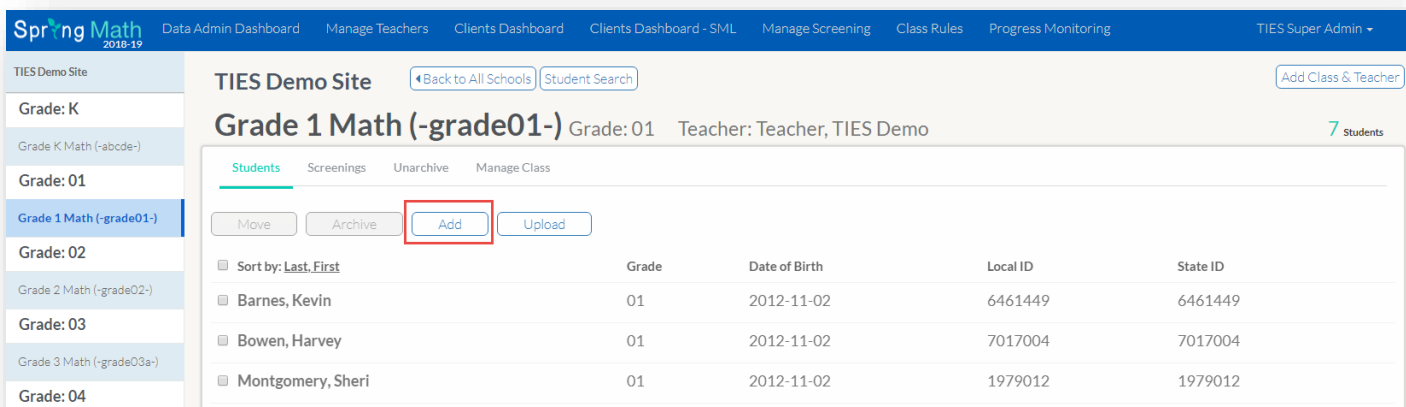 Spring Math 2018-19 Data Admin Dashboard Manage Teachers Clients Dashboard Clients Dashboard - SML Manage Screening Class Rules Progress Monitoring TIES Super Admin
TIES Demo Site
Grade: K
Grade K Math (-abcde-)
Grade: 01
Grade 1 Math (-grade01-)
Grade: 02
Grade 2 Math (-grade02-)
Grade: 03
Grade 3 Math (-grade03a-)
Grade: 04
TIES Demo Site Back to All Schools Student Search Add Class & Teacher
Grade 1 Math (-grade01-) Grade: 01 Teacher: Teacher, TIES Demo 7 Students
Students Screenings Unarchive Manage Class
Move Archive Add Upload
Sort by: Last, First Grade Date of Birth Local ID State ID
Barnes, Kevin 01 2012-11-02 6461449 6461449
Bowen, Harvey 01 2012-11-02 7017004 7017004
Montgomery, Sheri 01 2012-11-02 1979012 1979012